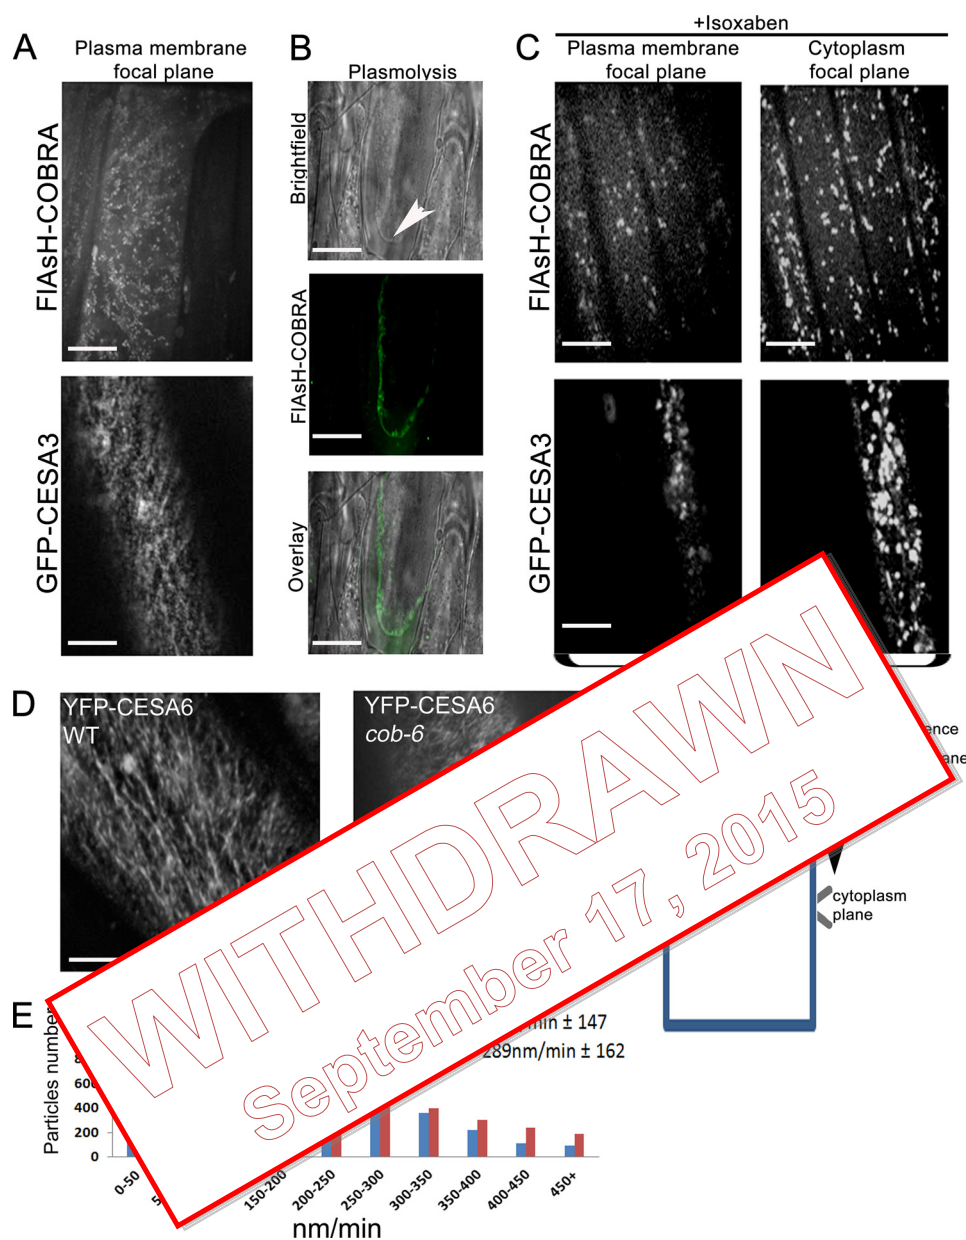 +Isoxaben
A
Plasma membrane
focal plane
B
Plasmolysis
C
Plasma membrane
focal plane
Cytoplasm
focal plane
FlAsH-COBRA
Brightfield
FlAsH-COBRA
FlAsH-COBRA
GFP-CESA3
Overlay
GFP-CESA3
D
YFP-CESA6
WT
YFP-CESA6
cob-6
WITHDRAWN
September 17, 2015
cytoplasm
plane
E
Particles number
min ± 147
289nm/min ± 162
400
200
0
0-50
150-200
200-250
250-300
300-350
350-400
400-450
450+
nm/min